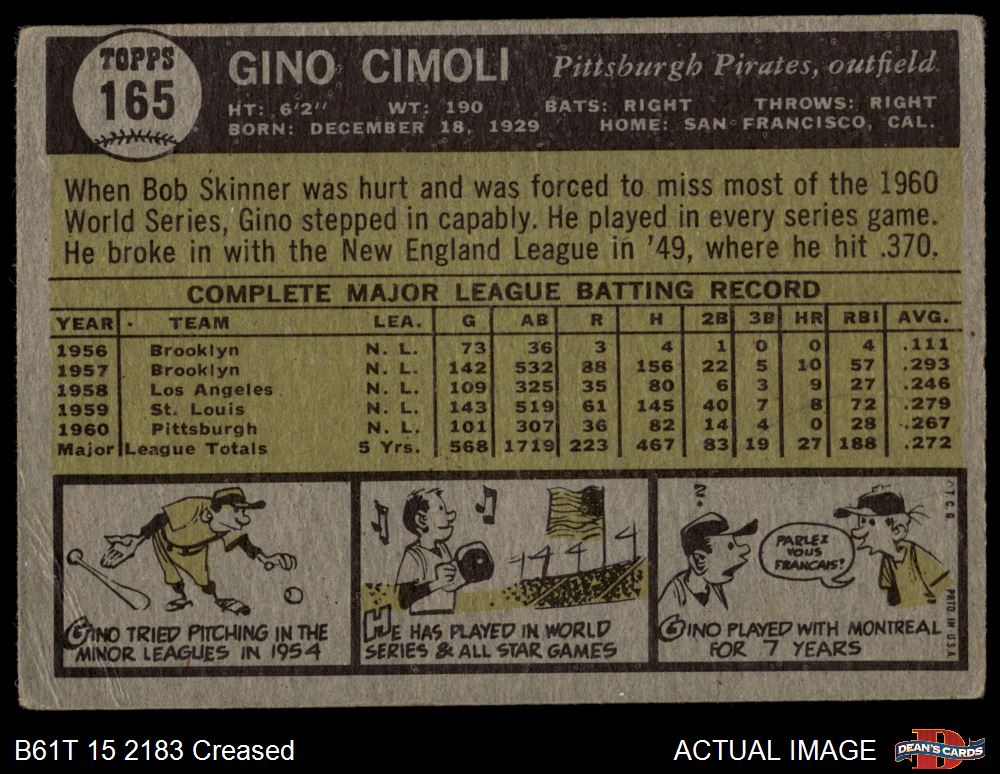 TOPPS
165
GINO CIMOLI Pittsburgh Pirates, outfield
HT: 6'2" WT: 190 BATS: RIGHT THROWS: RIGHT
BORN: DECEMBER 18, 1929 HOME: SAN FRANCISCO, CAL.
When Bob Skinner was hurt and was forced to miss most of the 1960
World Series, Gino stepped in capably. He played in every series game.
He broke in with the New England League in '49, where he hit .370.
COMPLETE MAJOR LEAGUE BATTING RECORD
YEAR TEAM LEA. G AB R H 2B 3B HR RBI AVG.
1956 Brooklyn N. L. 73 36 3 4 1 0 0 4 .111
1957 Brooklyn N. L. 142 532 88 156 22 5 10 57 .293
1958 Los Angeles N. L. 109 325 35 80 6 3 9 27 .246
1959 St. Louis N. L. 143 519 61 145 40 7 8 72 .279
1960 Pittsburgh N. L. 101 307 36 82 14 4 0 28 .267
Major League Totals 5 Yrs. 568 1719 223 467 83 19 27 188 .272
GINO TRIED PITCHING IN THE
MINOR LEAGUES IN 1954
HE HAS PLAYED IN WORLD
SERIES & ALL STAR GAMES
PARLEZ
VOUS
FRANCAIS?
GINO PLAYED WITH MONTREAL
FOR 7 YEARS
T. C. G.
PRTD. IN U.S.A.
B61T 15 2183 Creased
ACTUAL IMAGE
DEAN'S CARDS